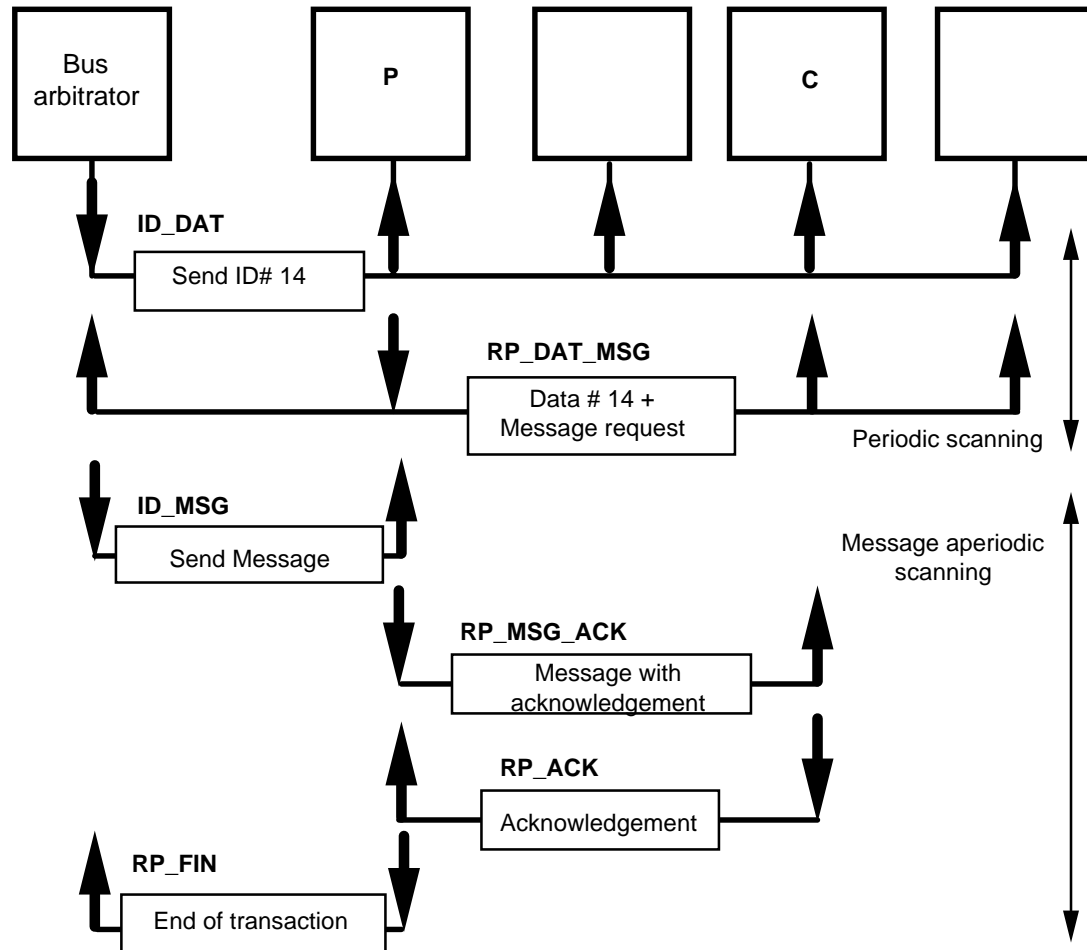 Bus
arbitrator
P
C
ID_DAT
Send ID# 14
RP_DAT_MSG
Data # 14 +
Message request
Periodic scanning
ID_MSG
Send Message
Message aperiodic
scanning
RP_MSG_ACK
Message with
acknowledgement
RP_ACK
Acknowledgement
RP_FIN
End of transaction